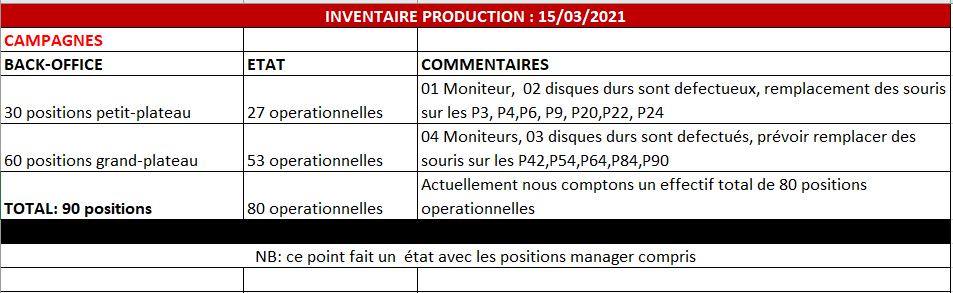 INVENTAIRE PRODUCTION : 15/03/2021
CAMPAGNES
BACK-OFFICE ETAT COMMENTAIRES
30 positions petit-plateau 27 operationnelles 01 Moniteur, 02 disques durs sont defectueux, remplacement des souris
sur les P3, P4,P6, P9, P20,P22, P24
60 positions grand-plateau 53 operationnelles 04 Moniteurs, 03 disques durs sont defectués, prévoir remplacer des
souris sur les P42,P54,P64,P84,P90
TOTAL: 90 positions 80 operationnelles Actuellement nous comptons un effectif total de 80 positions
operationnelles
NB: ce point fait un état avec les positions manager compris